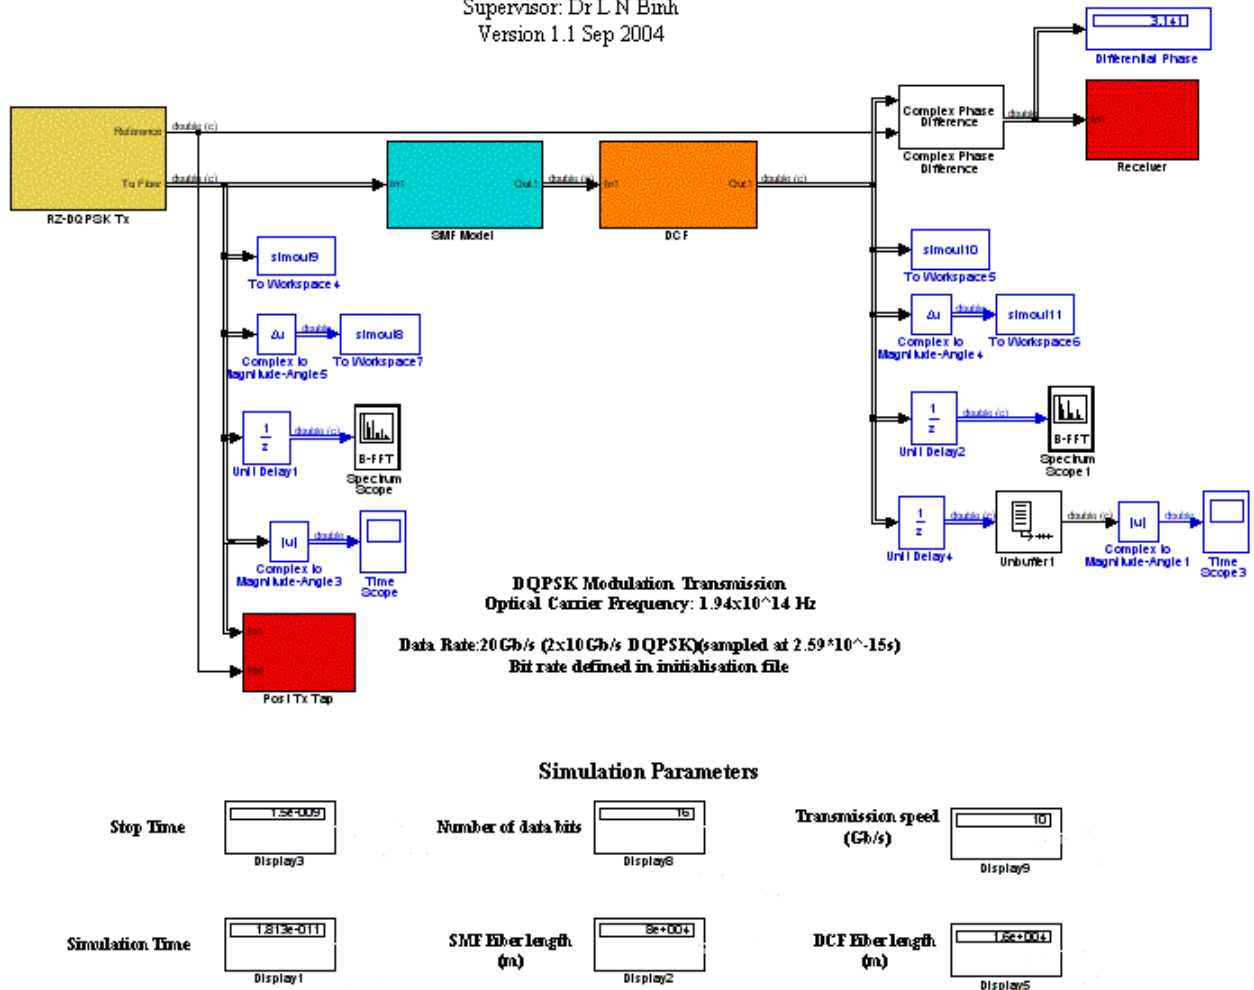 Supervisor: Dr L N Binh
Version 1.1 Sep 2004
3.141
Differential Phase
Reference
double (c)
To Fiber
double (c)
RZ-DQPSK Tx
In1
Out1
double (c)
SMF Model
In1
Out1
double (c)
DCF
Complex Phase
Difference
double
Complex Phase
Difference
In1
Receiver
simout9
To Workspace4
Δu
double
simout8
Complex to
Magnitude-Angle5
To Workspace7
1
z
double (c)
B-FFT
Unit Delay1
Spectrum
Scope
|u|
double
Complex to
Magnitude-Angle3
Time
Scope
In1
Ref
Post Tx Tap
simout10
To Workspace5
Δu
double
simout11
Complex to
Magnitude-Angle4
To Workspace6
1
z
double (c)
B-FFT
Unit Delay2
Spectrum
Scope1
1
z
double (c)
double (c)
|u|
double
Unit Delay4
Unbuffer1
Complex to
Magnitude-Angle1
Time
Scope3
DQPSK Modulation Transmission
Optical Carrier Frequency: 1.94x10^14 Hz
Data Rate:20Gb/s (2x10Gb/s DQPSK)(sampled at 2.59*10^-15s)
Bit rate defined in initialisation file
Simulation Parameters
Stop Time
1.5e-009
Display3
Number of data bits
16
Display8
Transmission speed
(Gb/s)
10
Display9
Simulation Time
1.813e-011
Display1
SMF Fiber length
(m)
8e+004
Display2
DCF Fiber length
(m)
1.6e+004
Display5